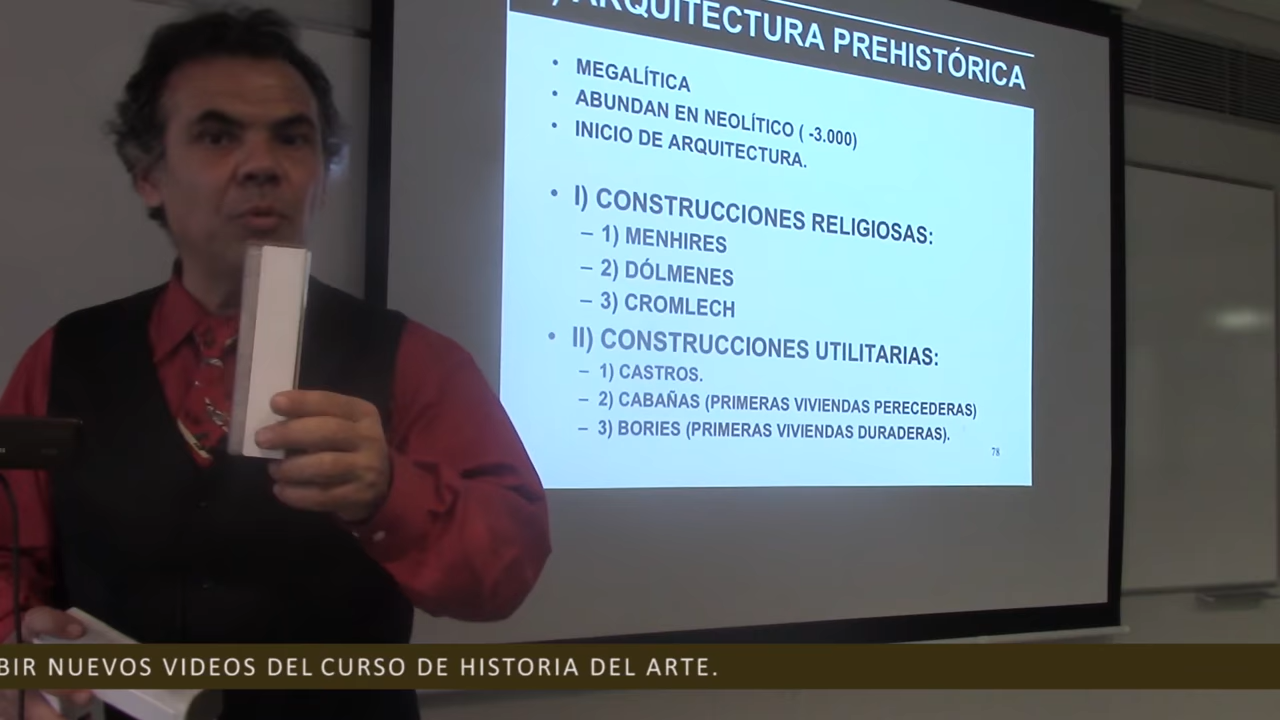 ARQUITECTURA PREHISTÓRICA
• MEGALÍTICA
• ABUNDAN EN NEOLÍTICO ( -3.000)
• INICIO DE ARQUITECTURA.
• I) CONSTRUCCIONES RELIGIOSAS:
– 1) MENHIRES
– 2) DÓLMENES
– 3) CROMLECH
• II) CONSTRUCCIONES UTILITARIAS:
– 1) CASTROS.
– 2) CABAÑAS (PRIMERAS VIVIENDAS PERECEDERAS)
– 3) BORIES (PRIMERAS VIVIENDAS DURADERAS).
78
BIR NUEVOS VIDEOS DEL CURSO DE HISTORIA DEL ARTE.